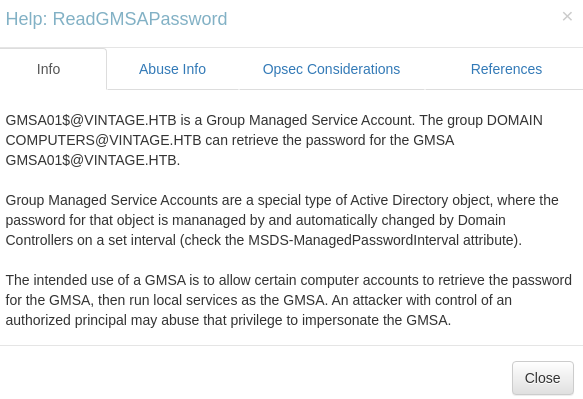 Help: ReadGMSAPassword
×
Info
Abuse Info
Opsec Considerations
References
GMSA01$@VINTAGE.HTB is a Group Managed Service Account. The group DOMAIN
COMPUTERS@VINTAGE.HTB can retrieve the password for the GMSA
GMSA01$@VINTAGE.HTB.
Group Managed Service Accounts are a special type of Active Directory object, where the
password for that object is mananaged by and automatically changed by Domain
Controllers on a set interval (check the MSDS-ManagedPasswordInterval attribute).
The intended use of a GMSA is to allow certain computer accounts to retrieve the password
for the GMSA, then run local services as the GMSA. An attacker with control of an
authorized principal may abuse that privilege to impersonate the GMSA.
Close